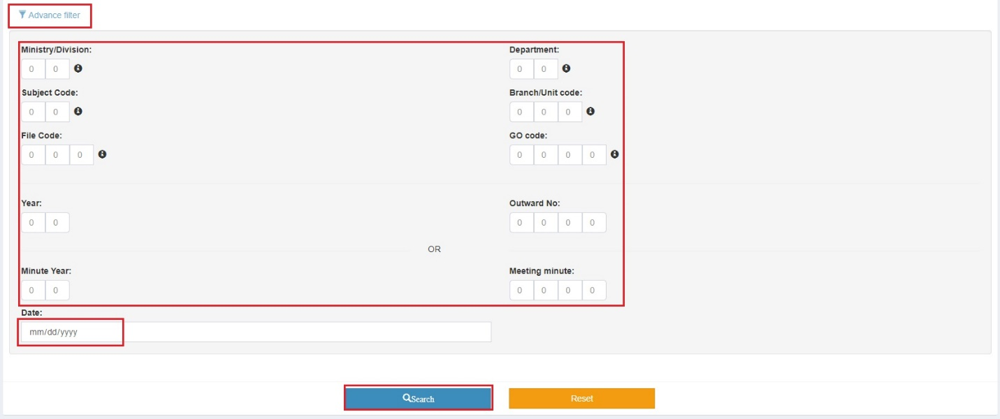 Advance filter
Ministry/Division: Department:
0 0 0 0
Subject Code: Branch/Unit code:
0 0 0 0 0
File Code: GO code:
0 0 0 0 0 0 0
Year: Outward No:
0 0 0 0 0 0
OR
Minute Year: Meeting minute:
0 0 0 0 0 0
Date:
mm/dd/yyyy
Search Reset